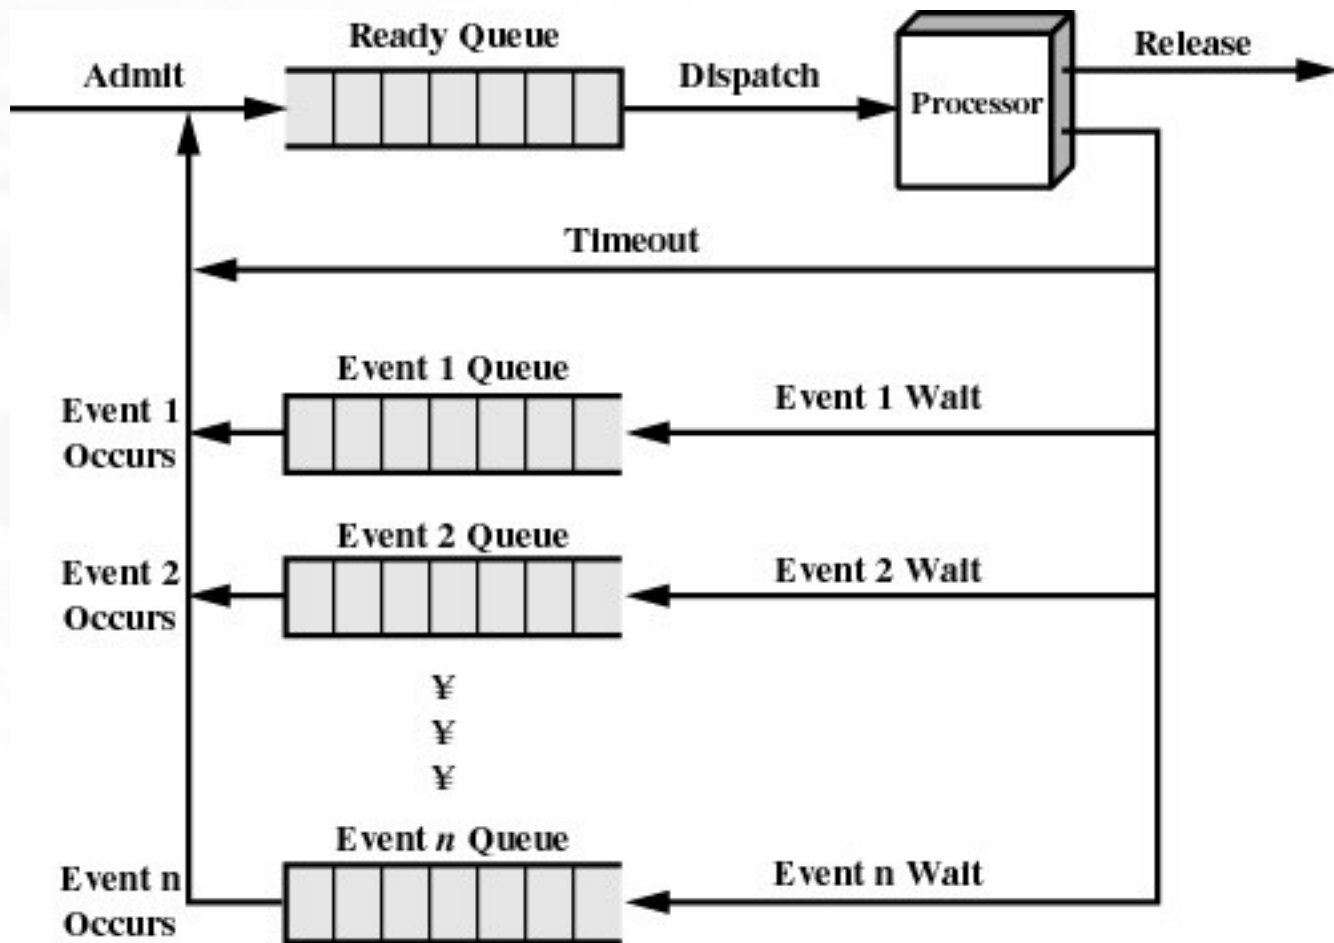 Ready Queue
Admit
Dispatch
Processor
Release
Timeout
Event 1 Queue
Event 1 Wait
Event 1
Occurs
Event 2 Queue
Event 2 Wait
Event 2
Occurs
¥
¥
¥
Event n Queue
Event n Wait
Event n
Occurs